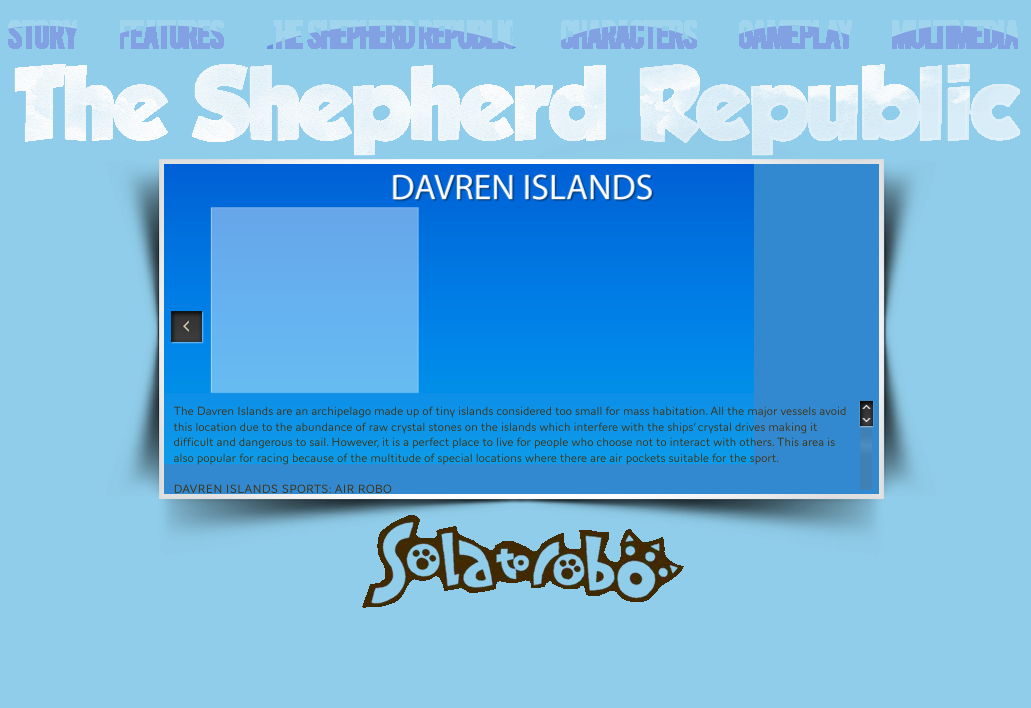 STORY FEATURES THE SHEPHERD REPUBLIC CHARACTERS GAMEPLAY MULTIMEDIA
The Shepherd Republic
DAVREN ISLANDS
The Davren Islands are an archipelago made up of tiny islands considered too small for mass habitation. All the major vessels avoid
this location due to the abundance of raw crystal stones on the islands which interfere with the ships' crystal drives making it
difficult and dangerous to sail. However, it is a perfect place to live for people who choose not to interact with others. This area is
also popular for racing because of the multitude of special locations where there are air pockets suitable for the sport.
DAVREN ISLANDS SPORTS: AIR ROBO
Solatorobo